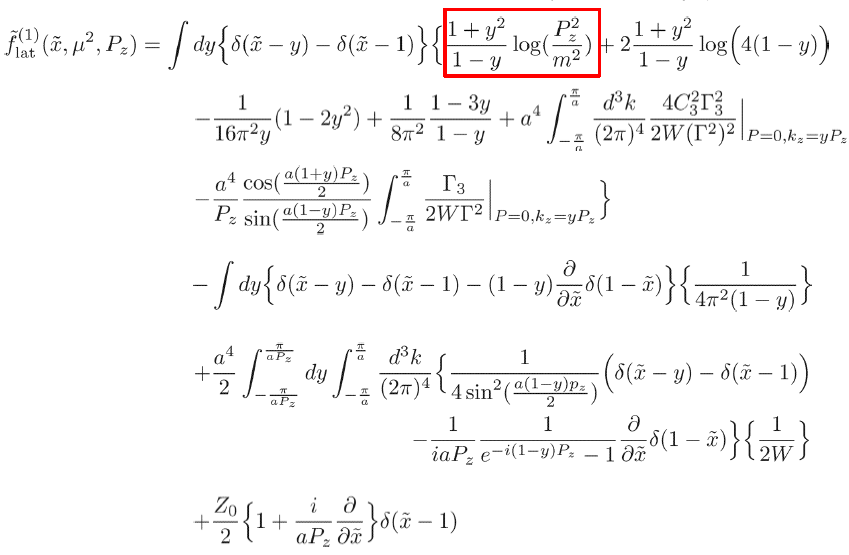 f̃_lat^(1)(x̃, μ², P_z) = ∫ dy{δ(x̃ − y) − δ(x̃ − 1)}{ (1 + y²)/(1 − y) log(P_z²/m²) + 2 (1 + y²)/(1 − y) log(4(1 − y))
− 1/(16π²y) (1 − 2y²) + 1/(8π²) (1 − 3y)/(1 − y) + a⁴ ∫_{−π/a}^{π/a} d³k/(2π)⁴ 4C₃²Γ₃²/(2W(Γ²)²) |_{P=0,k_z=yP_z}
− a⁴/P_z cos(a(1+y)P_z/2)/sin(a(1−y)P_z/2) ∫_{−π/a}^{π/a} Γ₃/(2WΓ²) |_{P=0,k_z=yP_z} }
− ∫ dy{δ(x̃ − y) − δ(x̃ − 1) − (1 − y) ∂/∂x̃ δ(1 − x̃)}{ 1/(4π²(1 − y)) }
+ a⁴/2 ∫_{−π/(aP_z)}^{π/(aP_z)} dy ∫_{−π/a}^{π/a} d³k/(2π)⁴ { 1/(4 sin²(a(1−y)p_z/2)) (δ(x̃ − y) − δ(x̃ − 1))
− 1/(iaP_z) 1/(e^{−i(1−y)P_z} − 1) ∂/∂x̃ δ(1 − x̃)}{ 1/(2W) }
+ Z₀/2 {1 + i/(aP_z) ∂/∂x̃}δ(x̃ − 1)